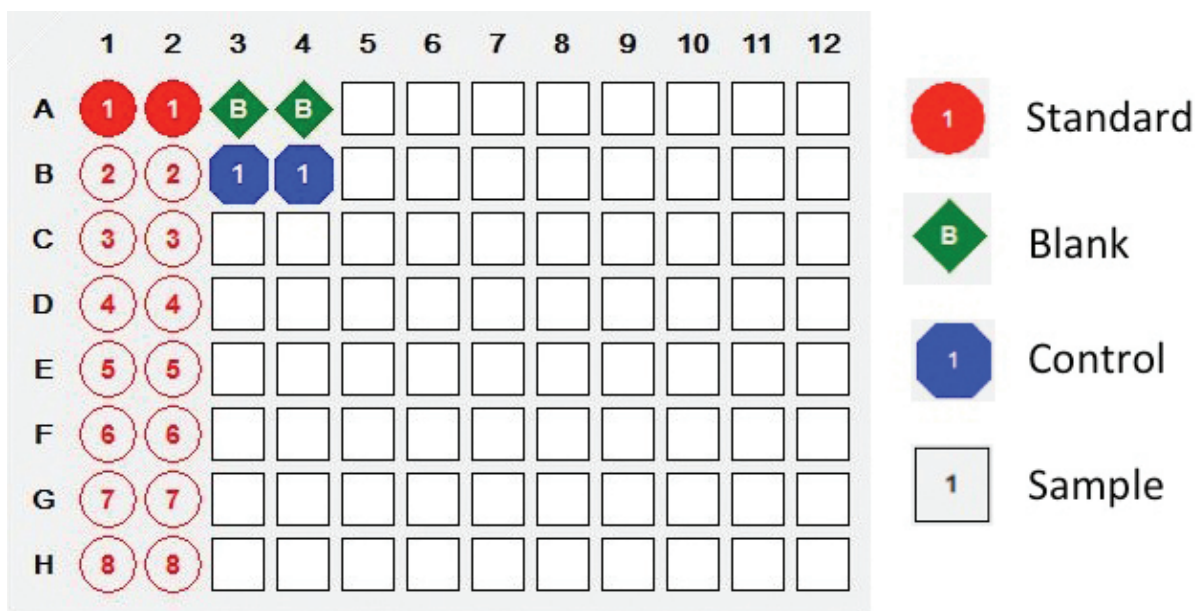 1 2 3 4 5 6 7 8 9 10 11 12
A 1 1 B B
B 2 2 1 1
C 3 3
D 4 4
E 5 5
F 6 6
G 7 7
H 8 8
1 Standard
B Blank
1 Control
1 Sample